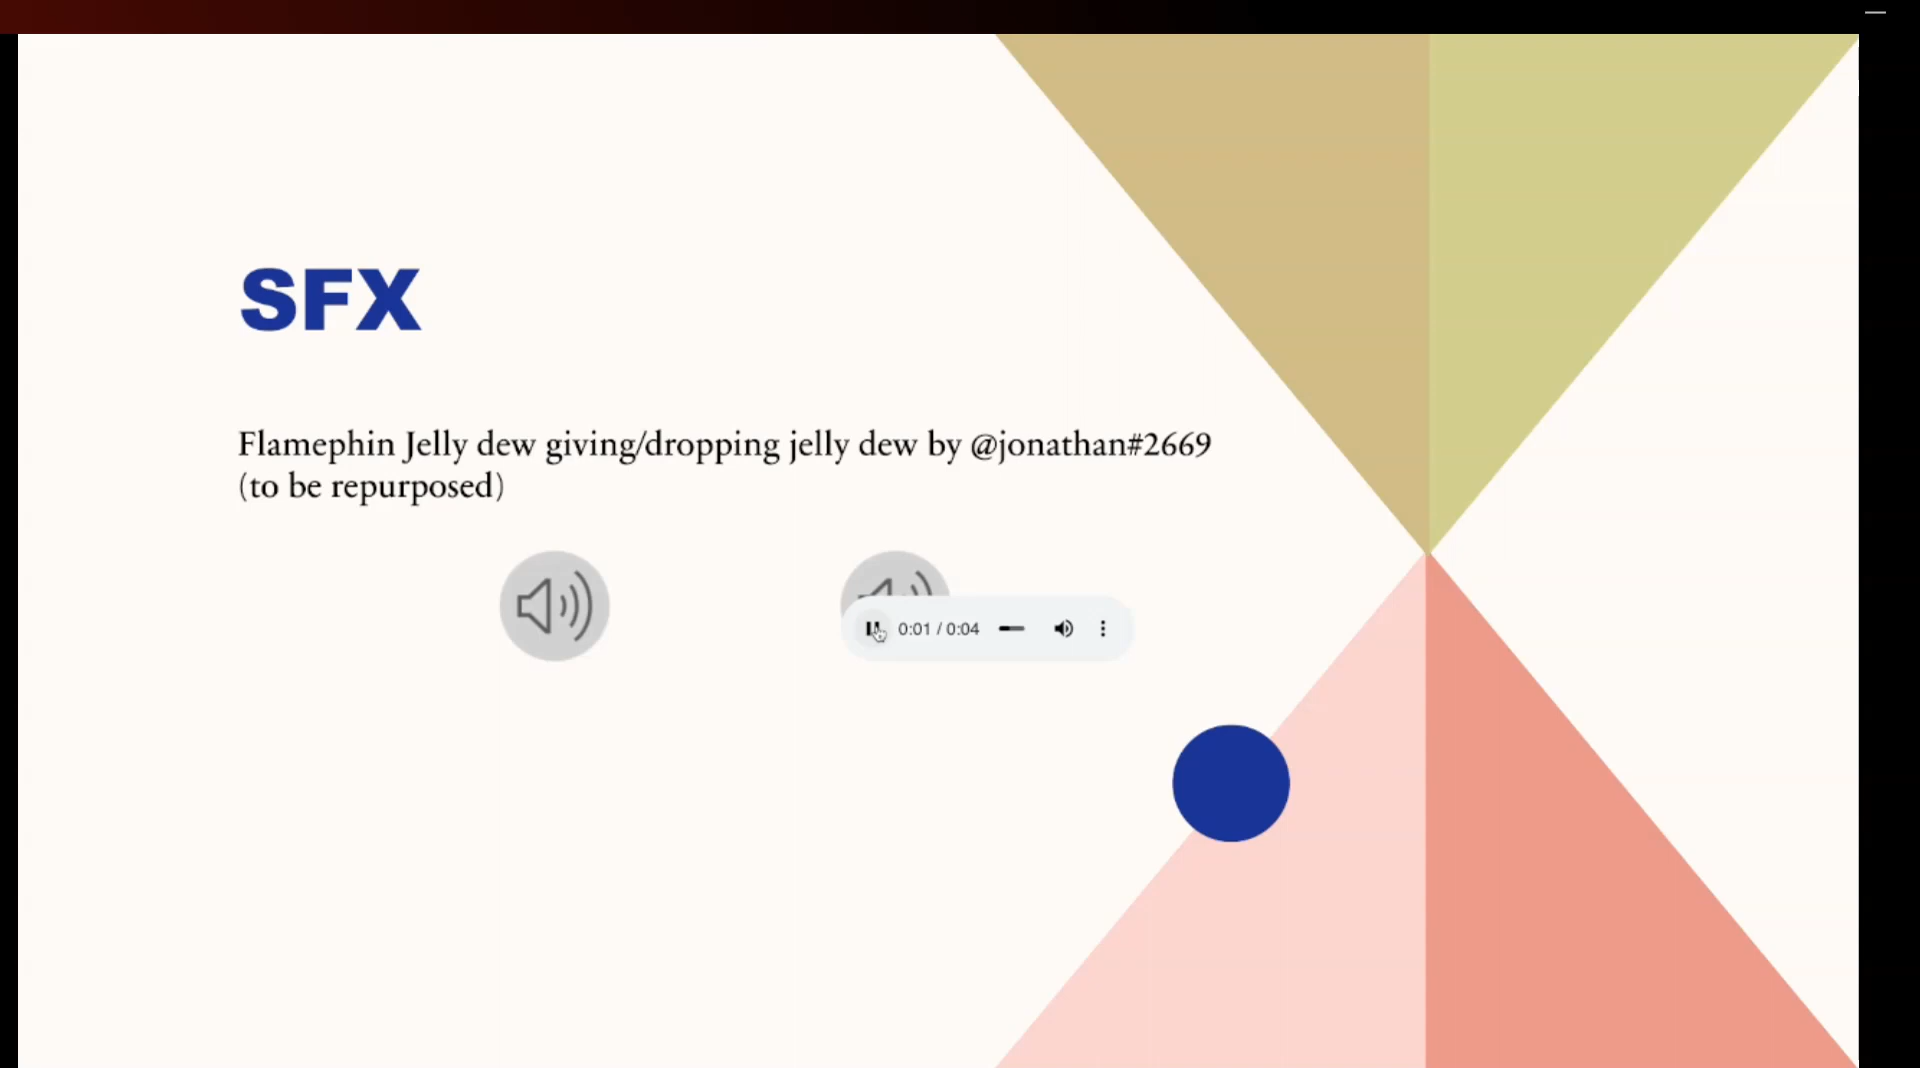 SFX
Flamephin Jelly dew giving/dropping jelly dew by @jonathan#2669
(to be repurposed)
0:01 / 0:04